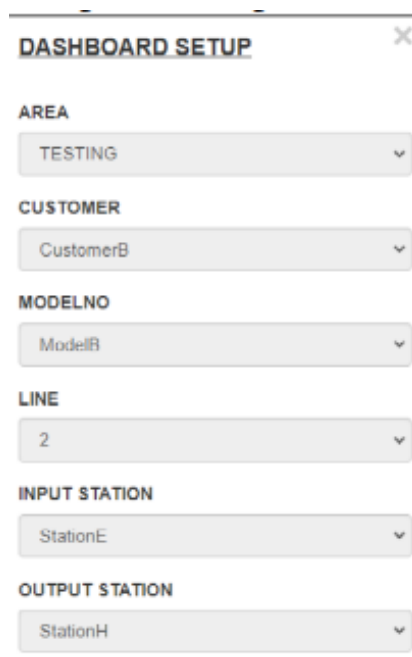 DASHBOARD SETUP
×
AREA
TESTING
CUSTOMER
CustomerB
MODELNO
ModelB
LINE
2
INPUT STATION
StationE
OUTPUT STATION
StationH